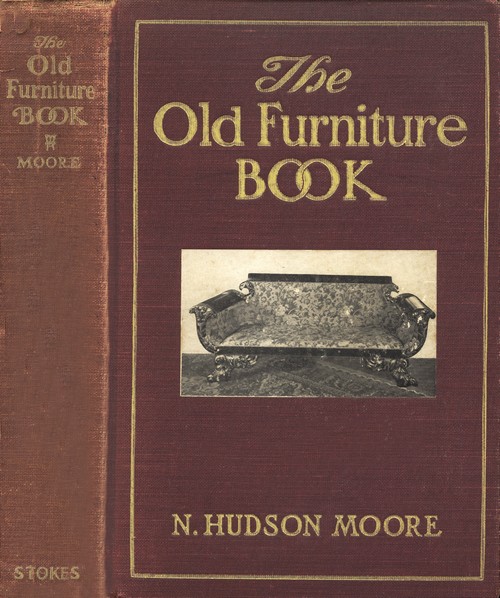 The
Old
Furniture
BOOK
MOORE
STOKES
The
Old Furniture
BOOK
N. HUDSON MOORE